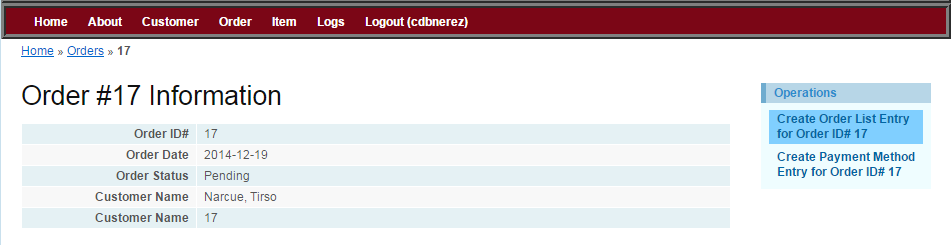 Home About Customer Order Item Logs Logout (cdbnerez)
Home » Orders » 17
Order #17 Information
Order ID# 17
Order Date 2014-12-19
Order Status Pending
Customer Name Narcue, Tirso
Customer Name 17
Operations
Create Order List Entry
for Order ID# 17
Create Payment Method
Entry for Order ID# 17